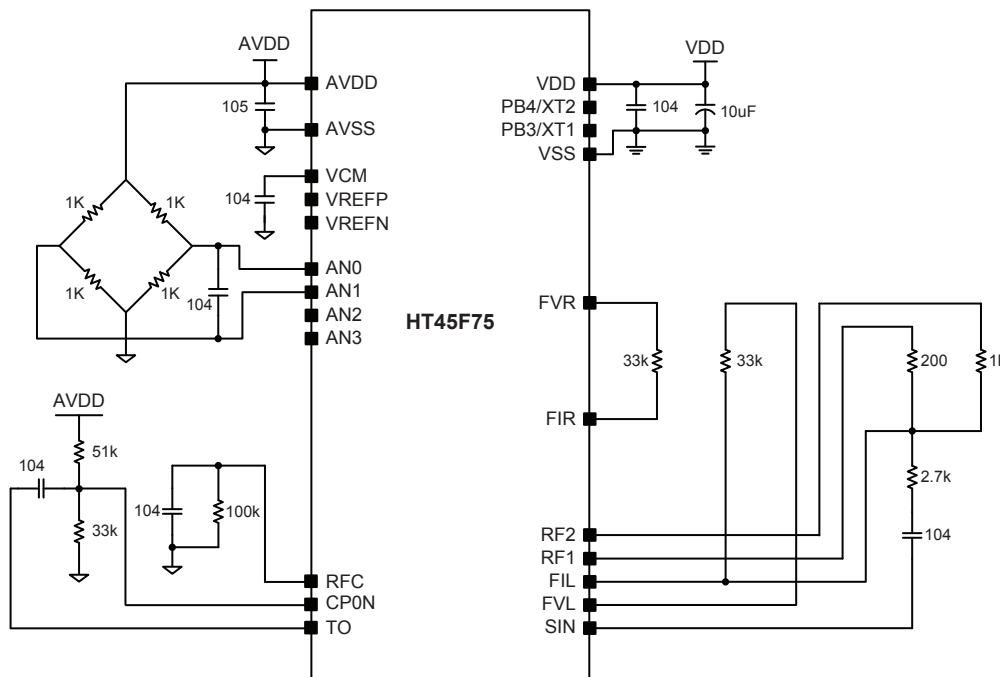 AVDD
VDD
AVDD
VDD
105
PB4/XT2
104
10uF
AVSS
PB3/XT1
VSS
VCM
104
VREFP
VREFN
1K
1K
1K
1K
104
AN0
AN1
AN2
AN3
HT45F75
FVR
33k
33k
200
FIR
AVDD
51k
104
33k
104
100k
2.7k
104
RF2
RF1
RFC
FIL
CP0N
FVL
TO
SIN